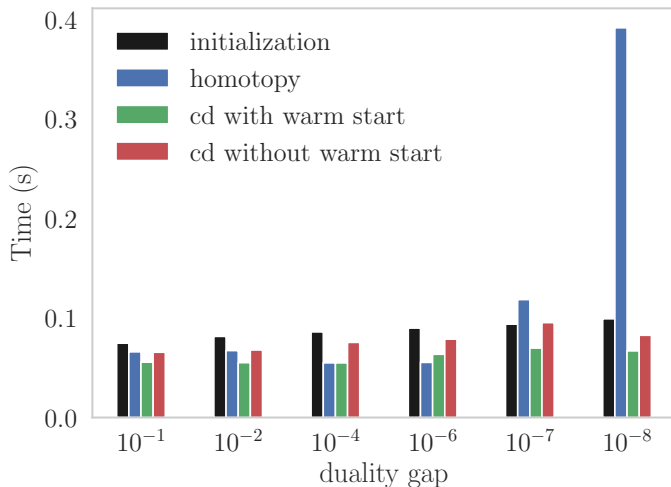 0.4
initialization
homotopy
0.3
cd with warm start
cd without warm start
Time (s)
0.2
0.1
0.0
10⁻¹ 10⁻² 10⁻⁴ 10⁻⁶ 10⁻⁷ 10⁻⁸
duality gap